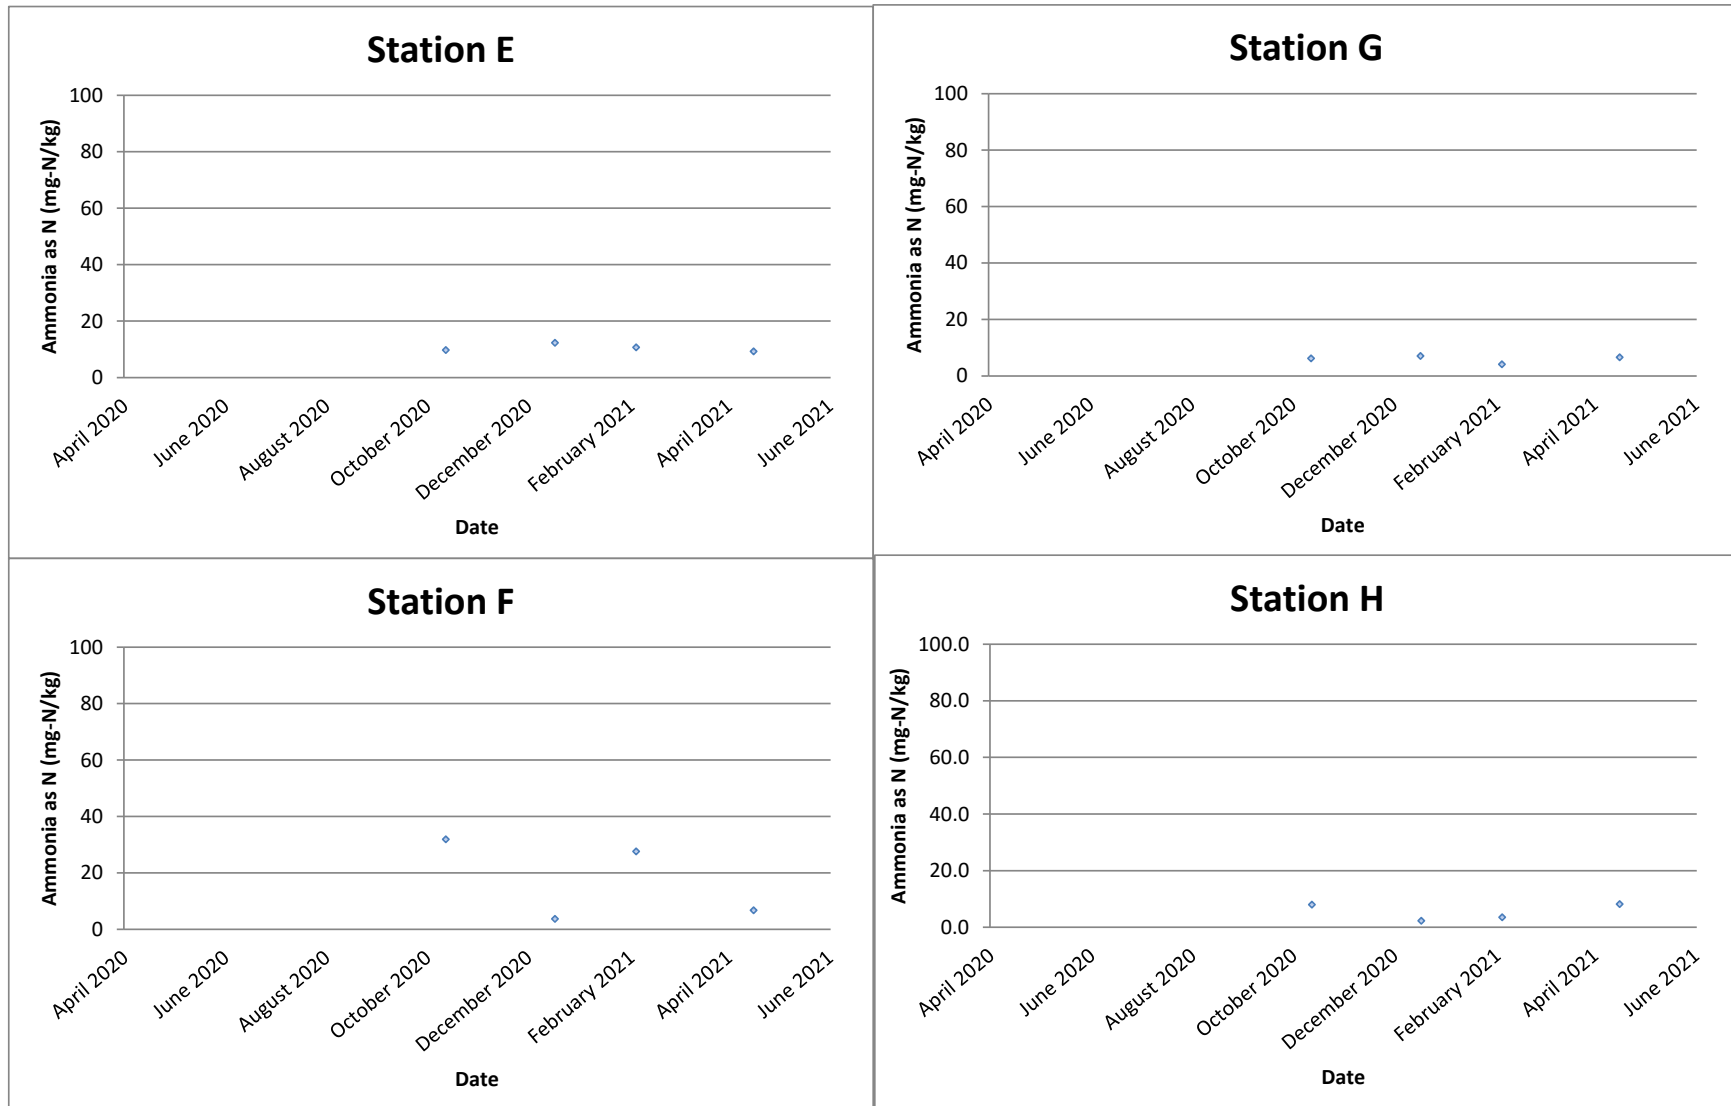 Station E
Ammonia as N (mg-N/kg)
100
80
60
40
20
0
April 2020
June 2020
August 2020
October 2020
December 2020
February 2021
April 2021
June 2021
Date
Station G
Ammonia as N (mg-N/kg)
100
80
60
40
20
0
April 2020
June 2020
August 2020
October 2020
December 2020
February 2021
April 2021
June 2021
Date
Station F
Ammonia as N (mg-N/kg)
100
80
60
40
20
0
April 2020
June 2020
August 2020
October 2020
December 2020
February 2021
April 2021
June 2021
Date
Station H
Ammonia as N (mg-N/kg)
100.0
80.0
60.0
40.0
20.0
0.0
April 2020
June 2020
August 2020
October 2020
December 2020
February 2021
April 2021
June 2021
Date